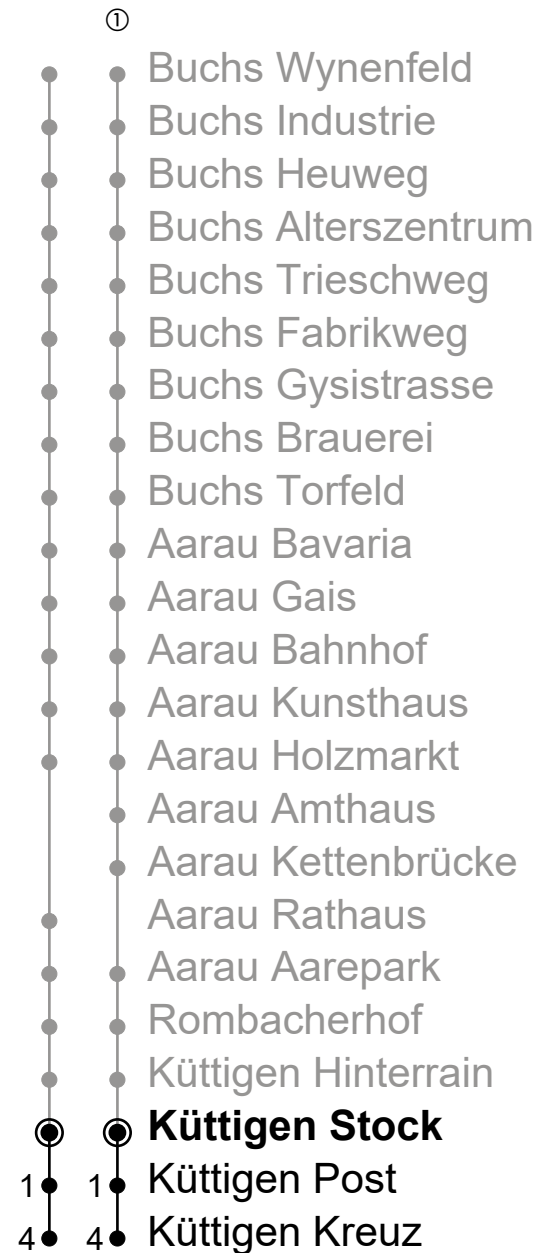 ①
Buchs Wynenfeld
Buchs Industrie
Buchs Heuweg
Buchs Alterszentrum
Buchs Trieschweg
Buchs Fabrikweg
Buchs Gysistrasse
Buchs Brauerei
Buchs Torfeld
Aarau Bavaria
Aarau Gais
Aarau Bahnhof
Aarau Kunsthaus
Aarau Holzmarkt
Aarau Amthaus
Aarau Kettenbrücke
Aarau Rathaus
Aarau Aarepark
Rombacherhof
Küttigen Hinterrain
Küttigen Stock
1 1 Küttigen Post
4 4 Küttigen Kreuz